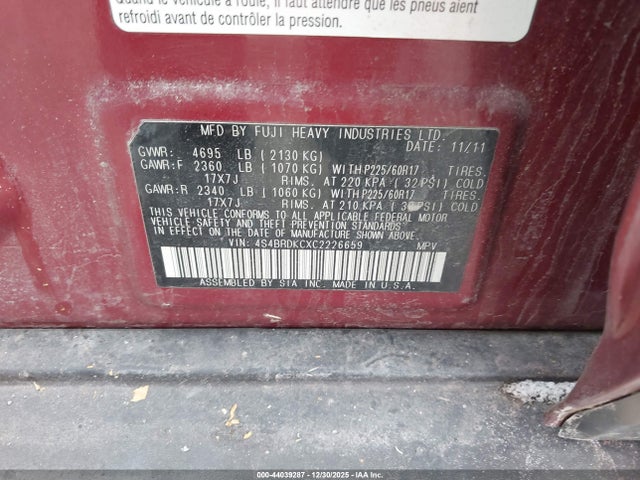 Quand le véhicule a roulé, il faut attendre que les pneus aient
refroidi avant de contrôler la pression.
MFD BY FUJI HEAVY INDUSTRIES LTD.
DATE: 11/11
GVWR: 4695 LB ( 2130 KG)
GAWR:F 2360 LB ( 1070 KG) WITH P225/60R17 TIRES.
17X7J RIMS. AT 220 KPA ( 32 PSI) COLD
GAWR:R 2340 LB ( 1060 KG) WITH P225/60R17 TIRES.
17X7J RIMS. AT 210 KPA ( PSI) COLD
THIS VEHICLE CONFORMS TO ALL APPLICABLE FEDERAL MOTOR
VEHICLE SAFETY AND THEFT PREVENTION STANDARDS
IN EFFECT ON THE DATE OF MANUFACTURE SHOWN ABOVE.
VIN: 4S4BRDKCXC2226659 MPV
ASSEMBLED BY SIA INC. MADE IN U.S.A.
000-44039287 - 12/30/2025 - IAAI.COM